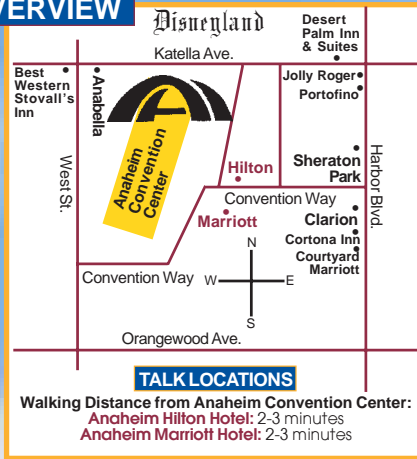 VERVIEW
Disneyland
Desert
Palm Inn
& Suites
Katella Ave.
Best
Western
Stovall's
Inn
Anabella
Jolly Roger
Portofino
Anaheim
Convention
Center
West St.
Hilton
Sheraton
Park
Harbor Blvd.
Convention Way
Marriott
Clarion
Cortona Inn
Courtyard
Marriott
N
Convention Way
W
E
S
Orangewood Ave.
TALK LOCATIONS
Walking Distance from Anaheim Convention Center:
Anaheim Hilton Hotel: 2-3 minutes
Anaheim Marriott Hotel: 2-3 minutes